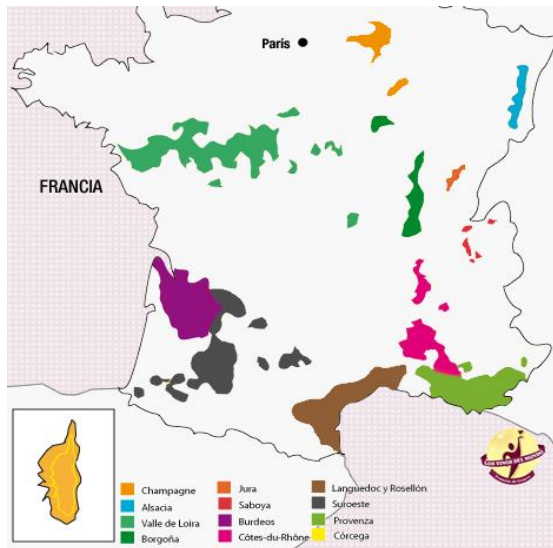 París
FRANCIA
LOS VINOS DEL MUNDO
Champagne
Alsacia
Valle de Loira
Borgoña
Jura
Saboya
Burdeos
Côtes-du-Rhône
Languedoc y Rosellón
Suroeste
Provenza
Córcega